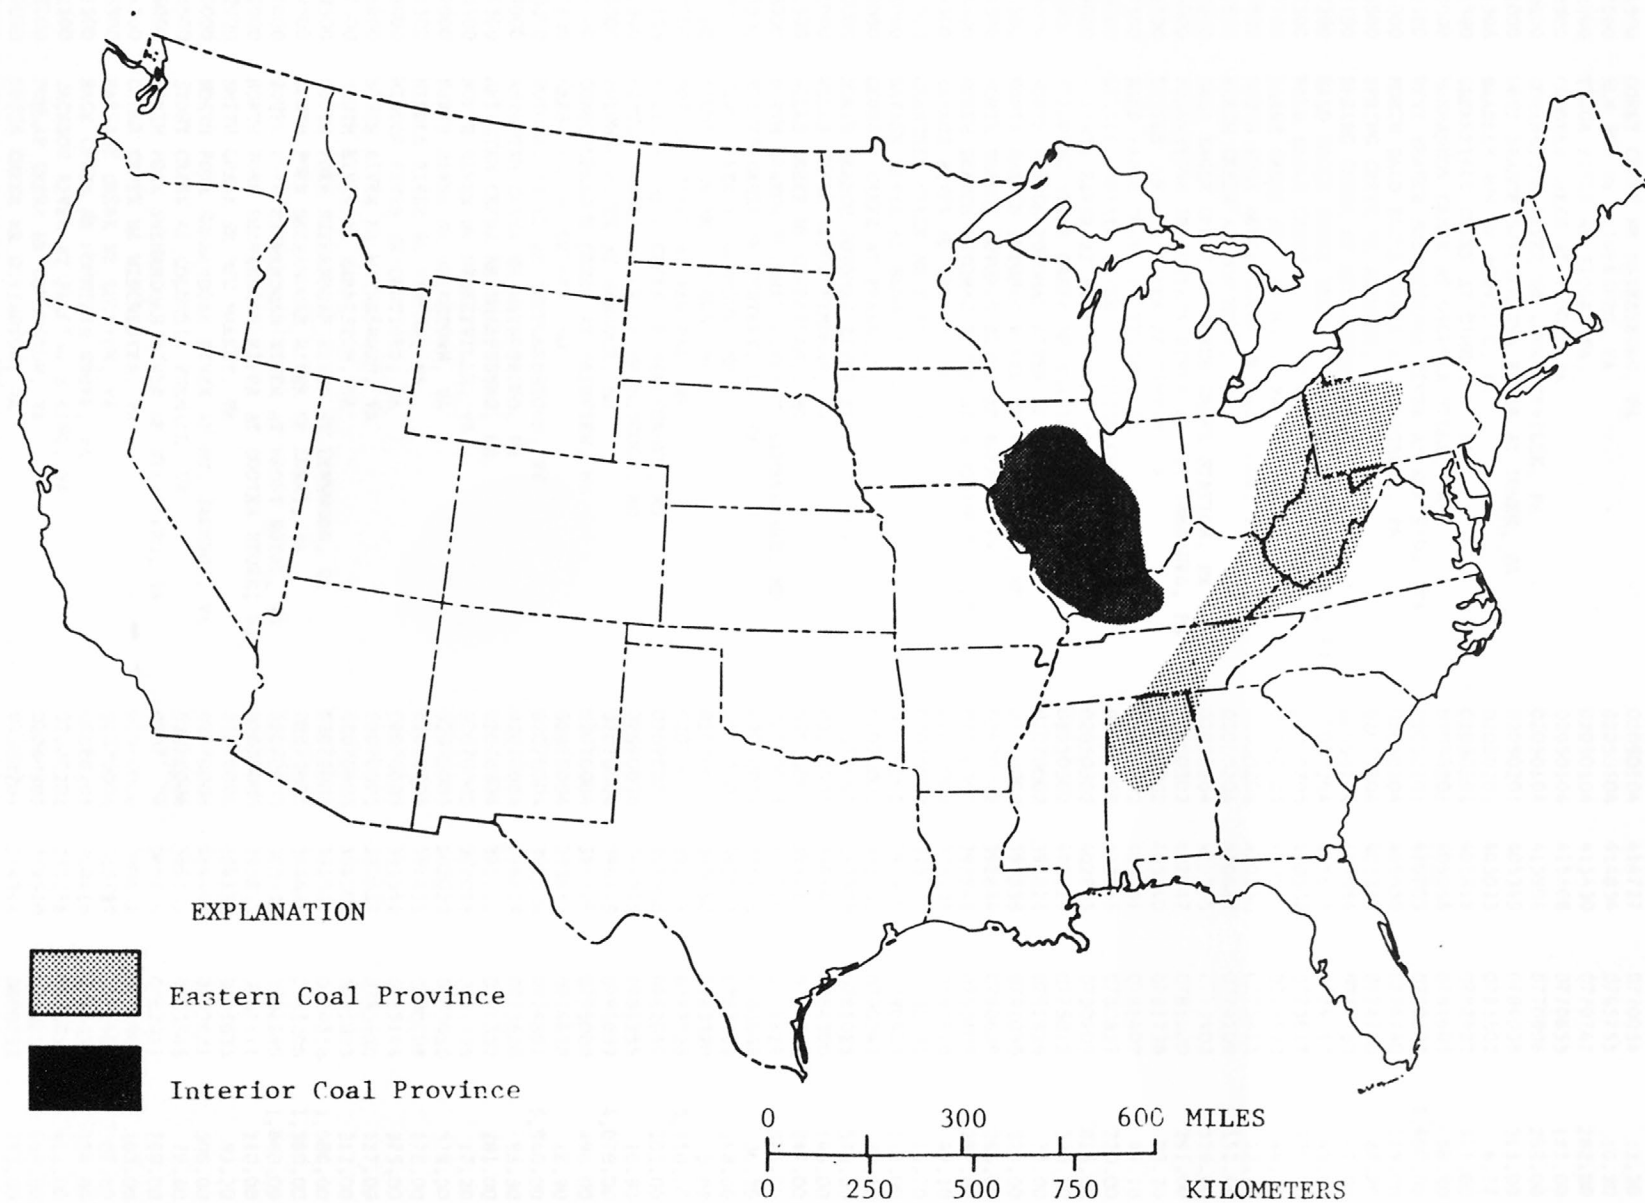 EXPLANATION
Eastern Coal Province
Interior Coal Province
0 300 600 MILES
0 250 500 750 KILOMETERS